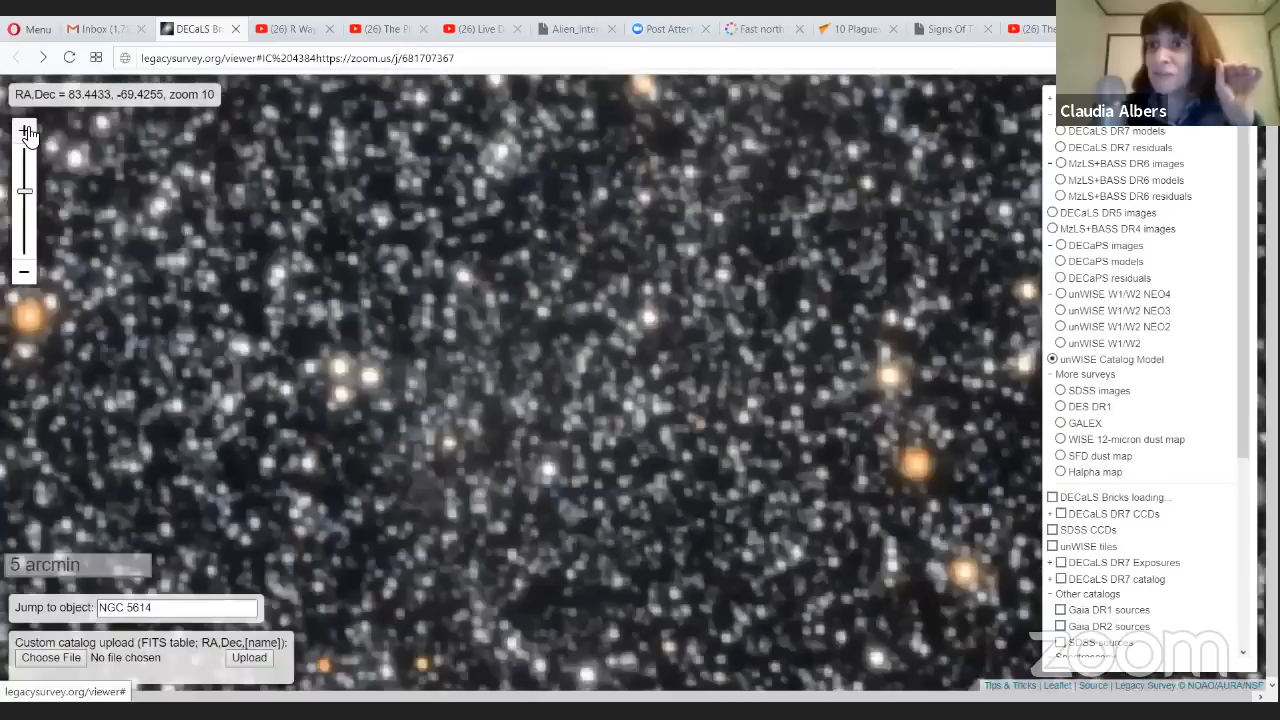 Menu
Inbox (1,7
DECaLS Br
(26) R Wa
(26) The P
(26) Live D
Alien_Inte
Post Atten
Fast north
10 Plague
Signs Of T
(26) The
legacysurvey.org/viewer#IC%204384https://zoom.us/j/681707367
Claudia Albers
RA,Dec = 83.4433, -69.4255, zoom 10
+
−
DECaLS DR7 models
DECaLS DR7 residuals
MzLS+BASS DR6 images
MzLS+BASS DR6 models
MzLS+BASS DR6 residuals
DECaLS DR5 images
MzLS+BASS DR4 images
DECaPS images
DECaPS models
DECaPS residuals
unWISE W1/W2 NEO4
unWISE W1/W2 NEO3
unWISE W1/W2 NEO2
unWISE W1/W2
unWISE Catalog Model
More surveys
SDSS images
DES DR1
GALEX
WISE 12-micron dust map
SFD dust map
Halpha map
DECaLS Bricks loading...
DECaLS DR7 CCDs
SDSS CCDs
unWISE tiles
DECaLS DR7 Exposures
DECaLS DR7 catalog
Other catalogs
Gaia DR1 sources
Gaia DR2 sources
SDSS sources
zoom
5 arcmin
Jump to object: NGC 5614
Custom catalog upload (FITS table; RA,Dec,[name]):
Choose File No file chosen Upload
legacysurvey.org/viewer#
Tips & Tricks | Leaflet | Source | Legacy Survey © NOAO/AURA/NSF